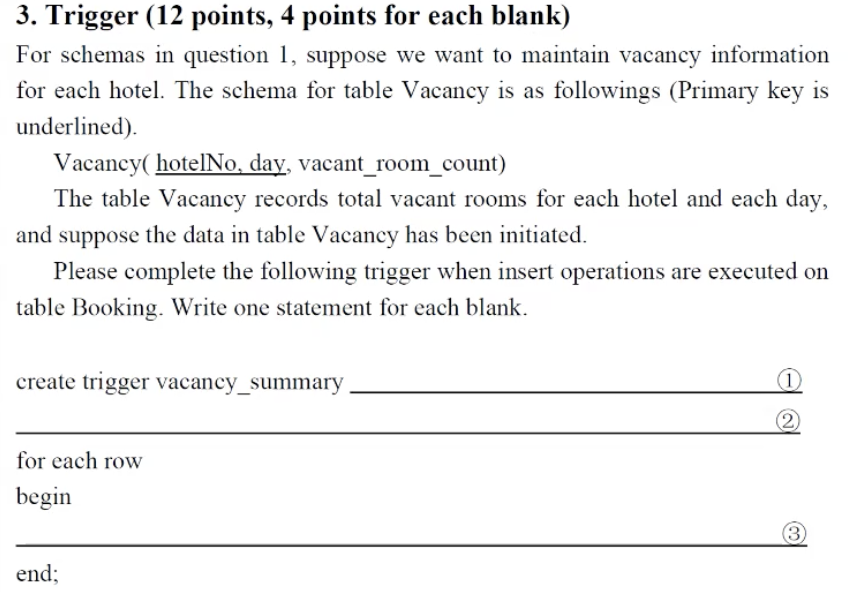 3. Trigger (12 points, 4 points for each blank)
For schemas in question 1, suppose we want to maintain vacancy information
for each hotel. The schema for table Vacancy is as followings (Primary key is
underlined).
Vacancy( hotelNo, day, vacant_room_count)
The table Vacancy records total vacant rooms for each hotel and each day,
and suppose the data in table Vacancy has been initiated.
Please complete the following trigger when insert operations are executed on
table Booking. Write one statement for each blank.
create trigger vacancy_summary ①
②
for each row
begin
③
end;